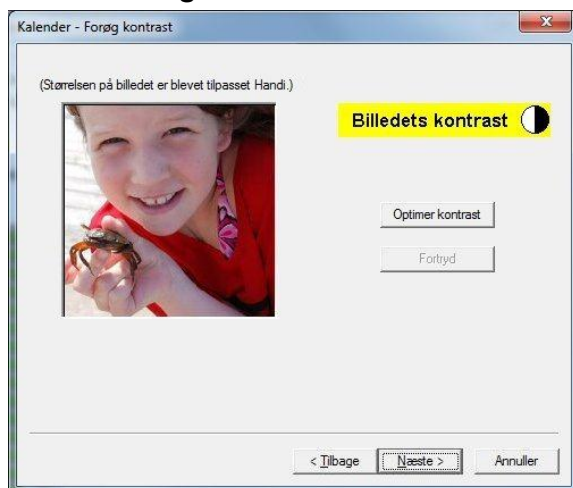 Kalender - Forøg kontrast
(Størrelsen på billedet er blevet tilpasset Handi.)
Billedets kontrast
Optimer kontrast
Fortryd
< Tilbage
Næste >
Annuller